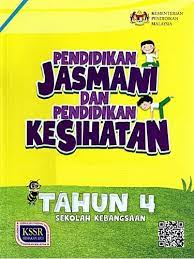 KEMENTERIAN
PENDIDIKAN
MALAYSIA
PENDIDIKAN
JASMANI
DAN
PENDIDIKAN
KESIHATAN
TAHUN 4
SEKOLAH KEBANGSAAN
KSSR